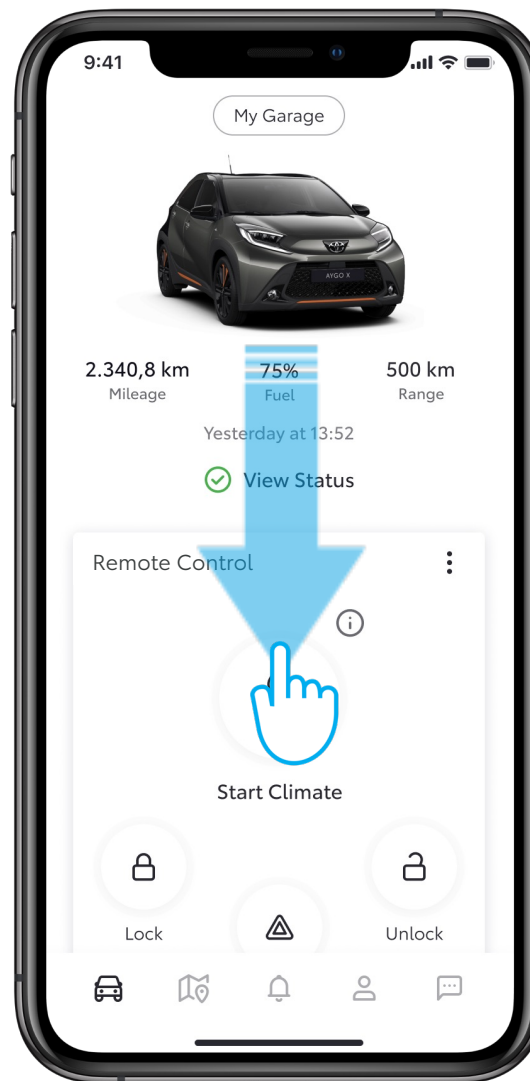 9:41
My Garage
AYGO X
2.340,8 km 75% 500 km
Mileage Fuel Range
Yesterday at 13:52
View Status
Remote Control
Start Climate
Lock Unlock